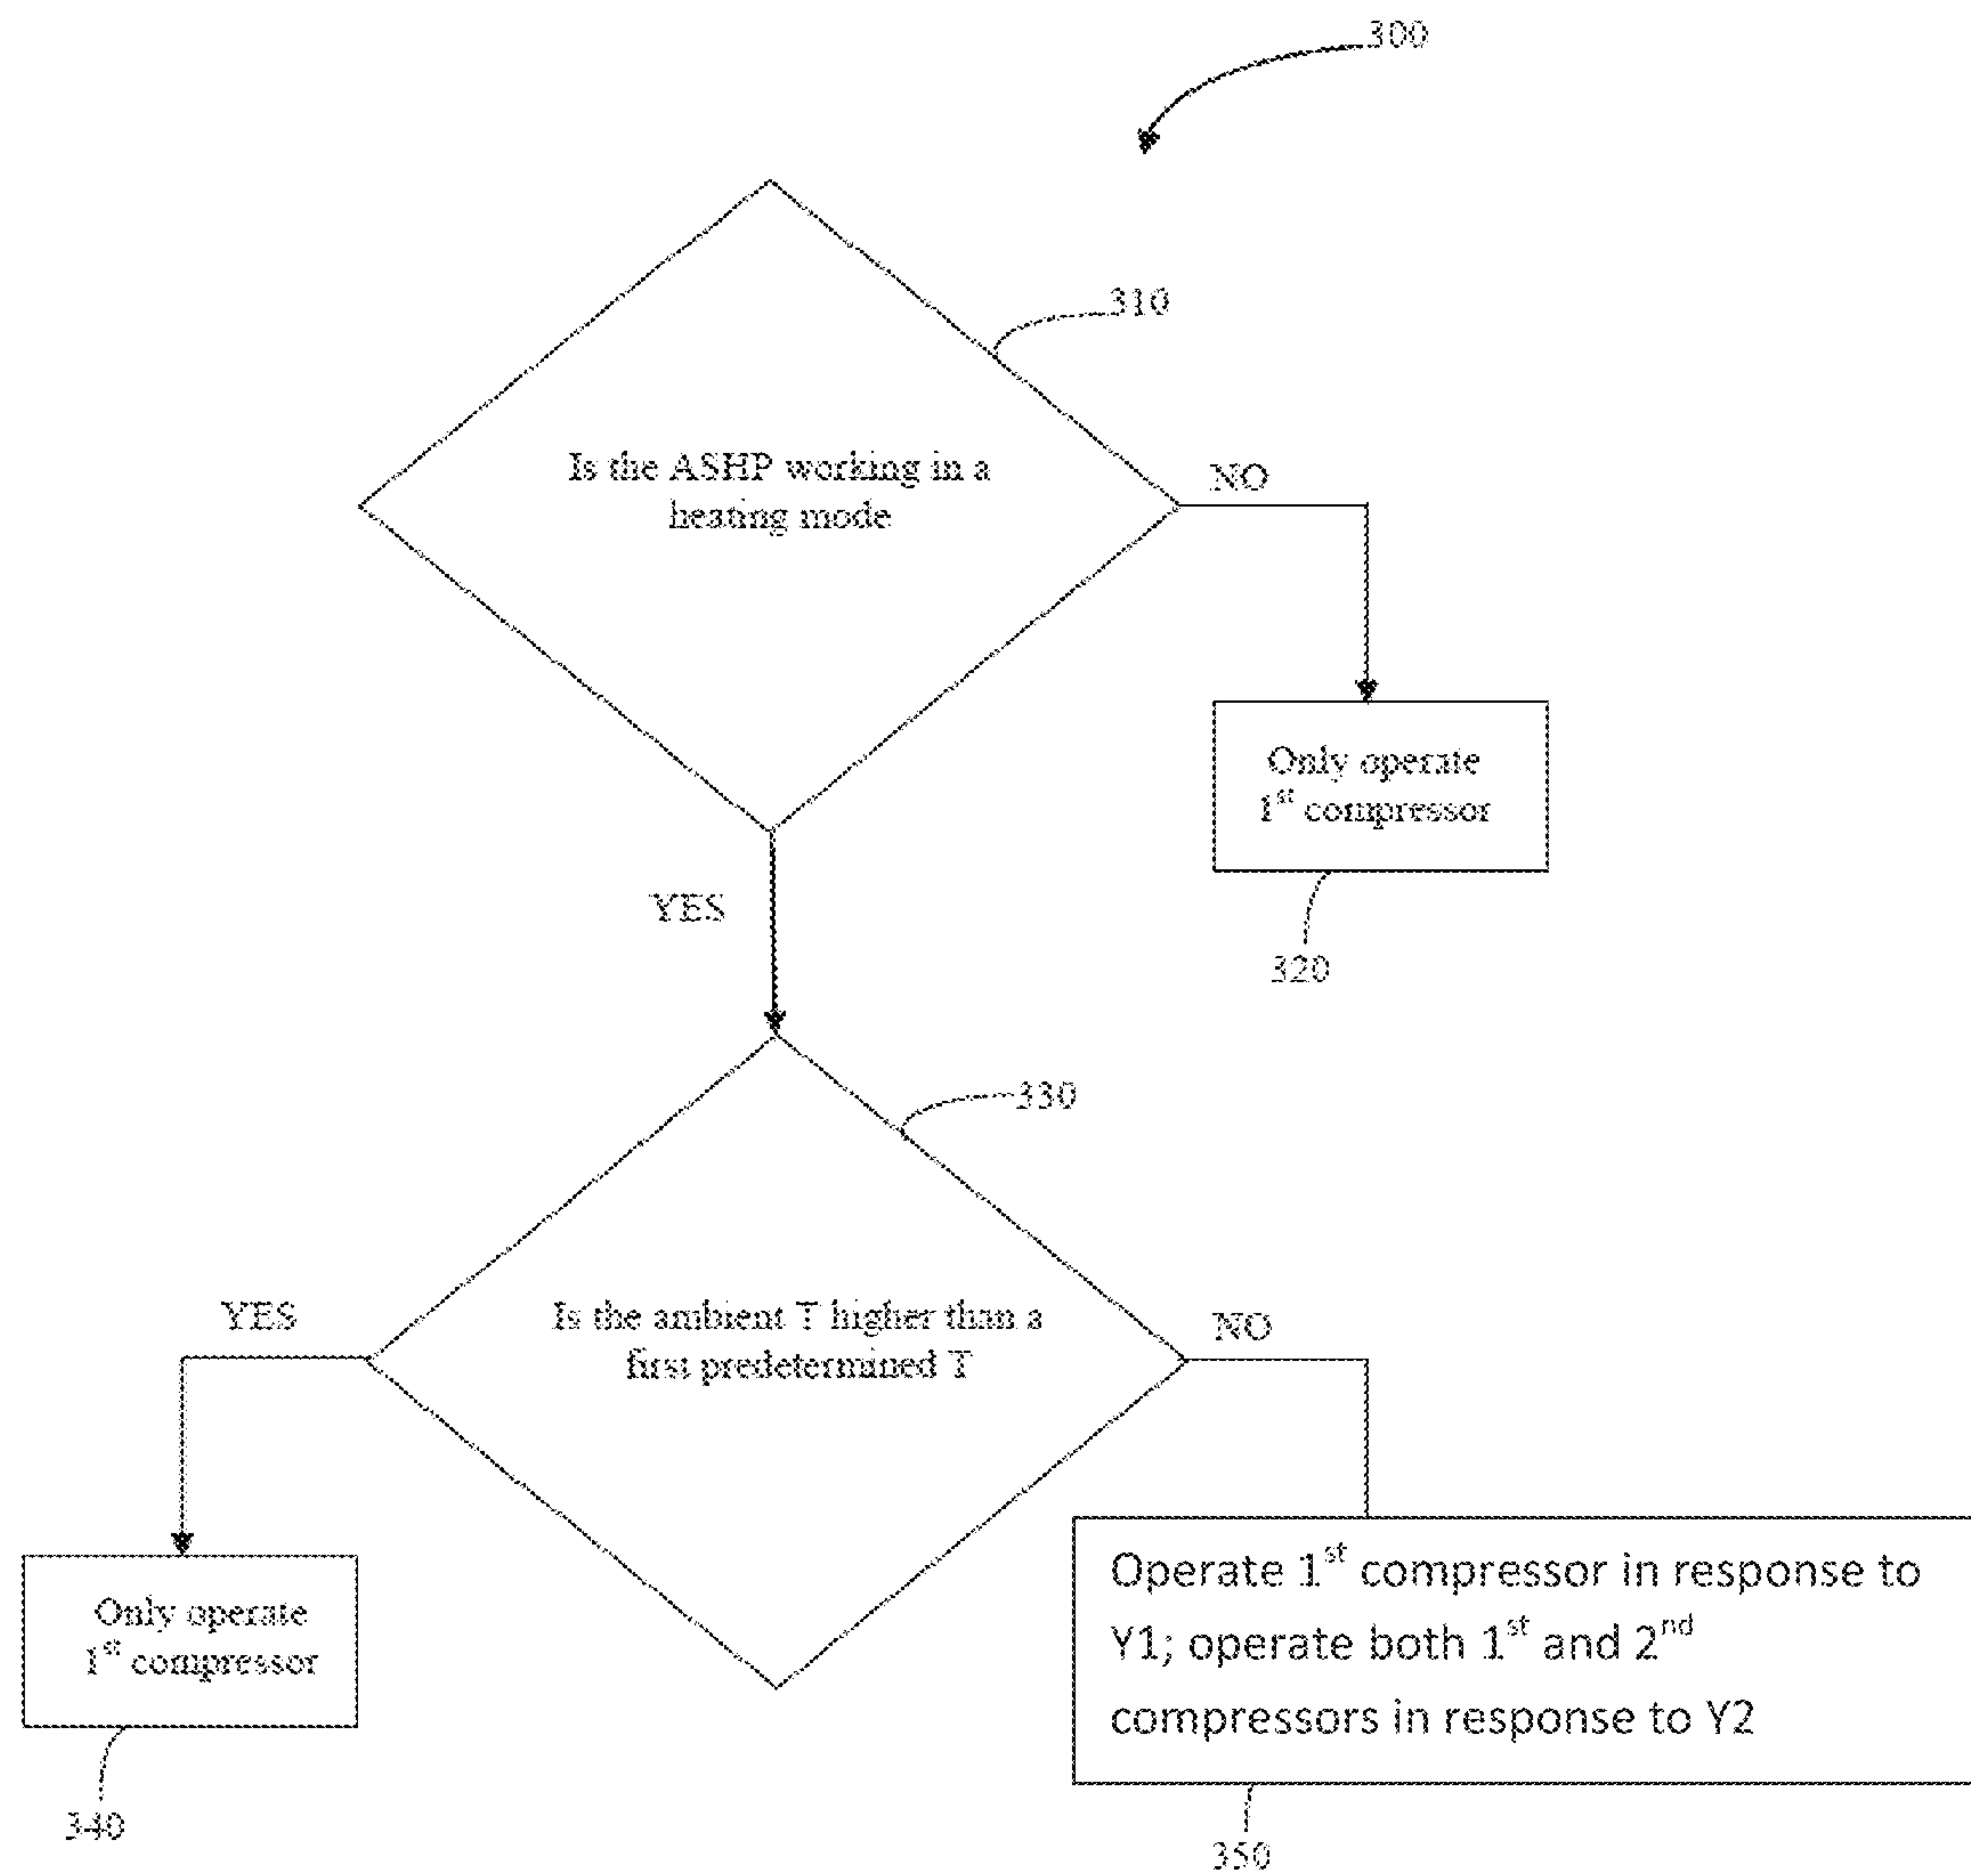 300
310
Is the ASHP working in a
heating mode
NO
Only operate
1st compressor
YES
320
330
YES
Is the ambient T higher than a
first predetermined T
NO
Operate 1st compressor in response to
Y1; operate both 1st and 2nd
compressors in response to Y2
Only operate
1st compressor
340
350